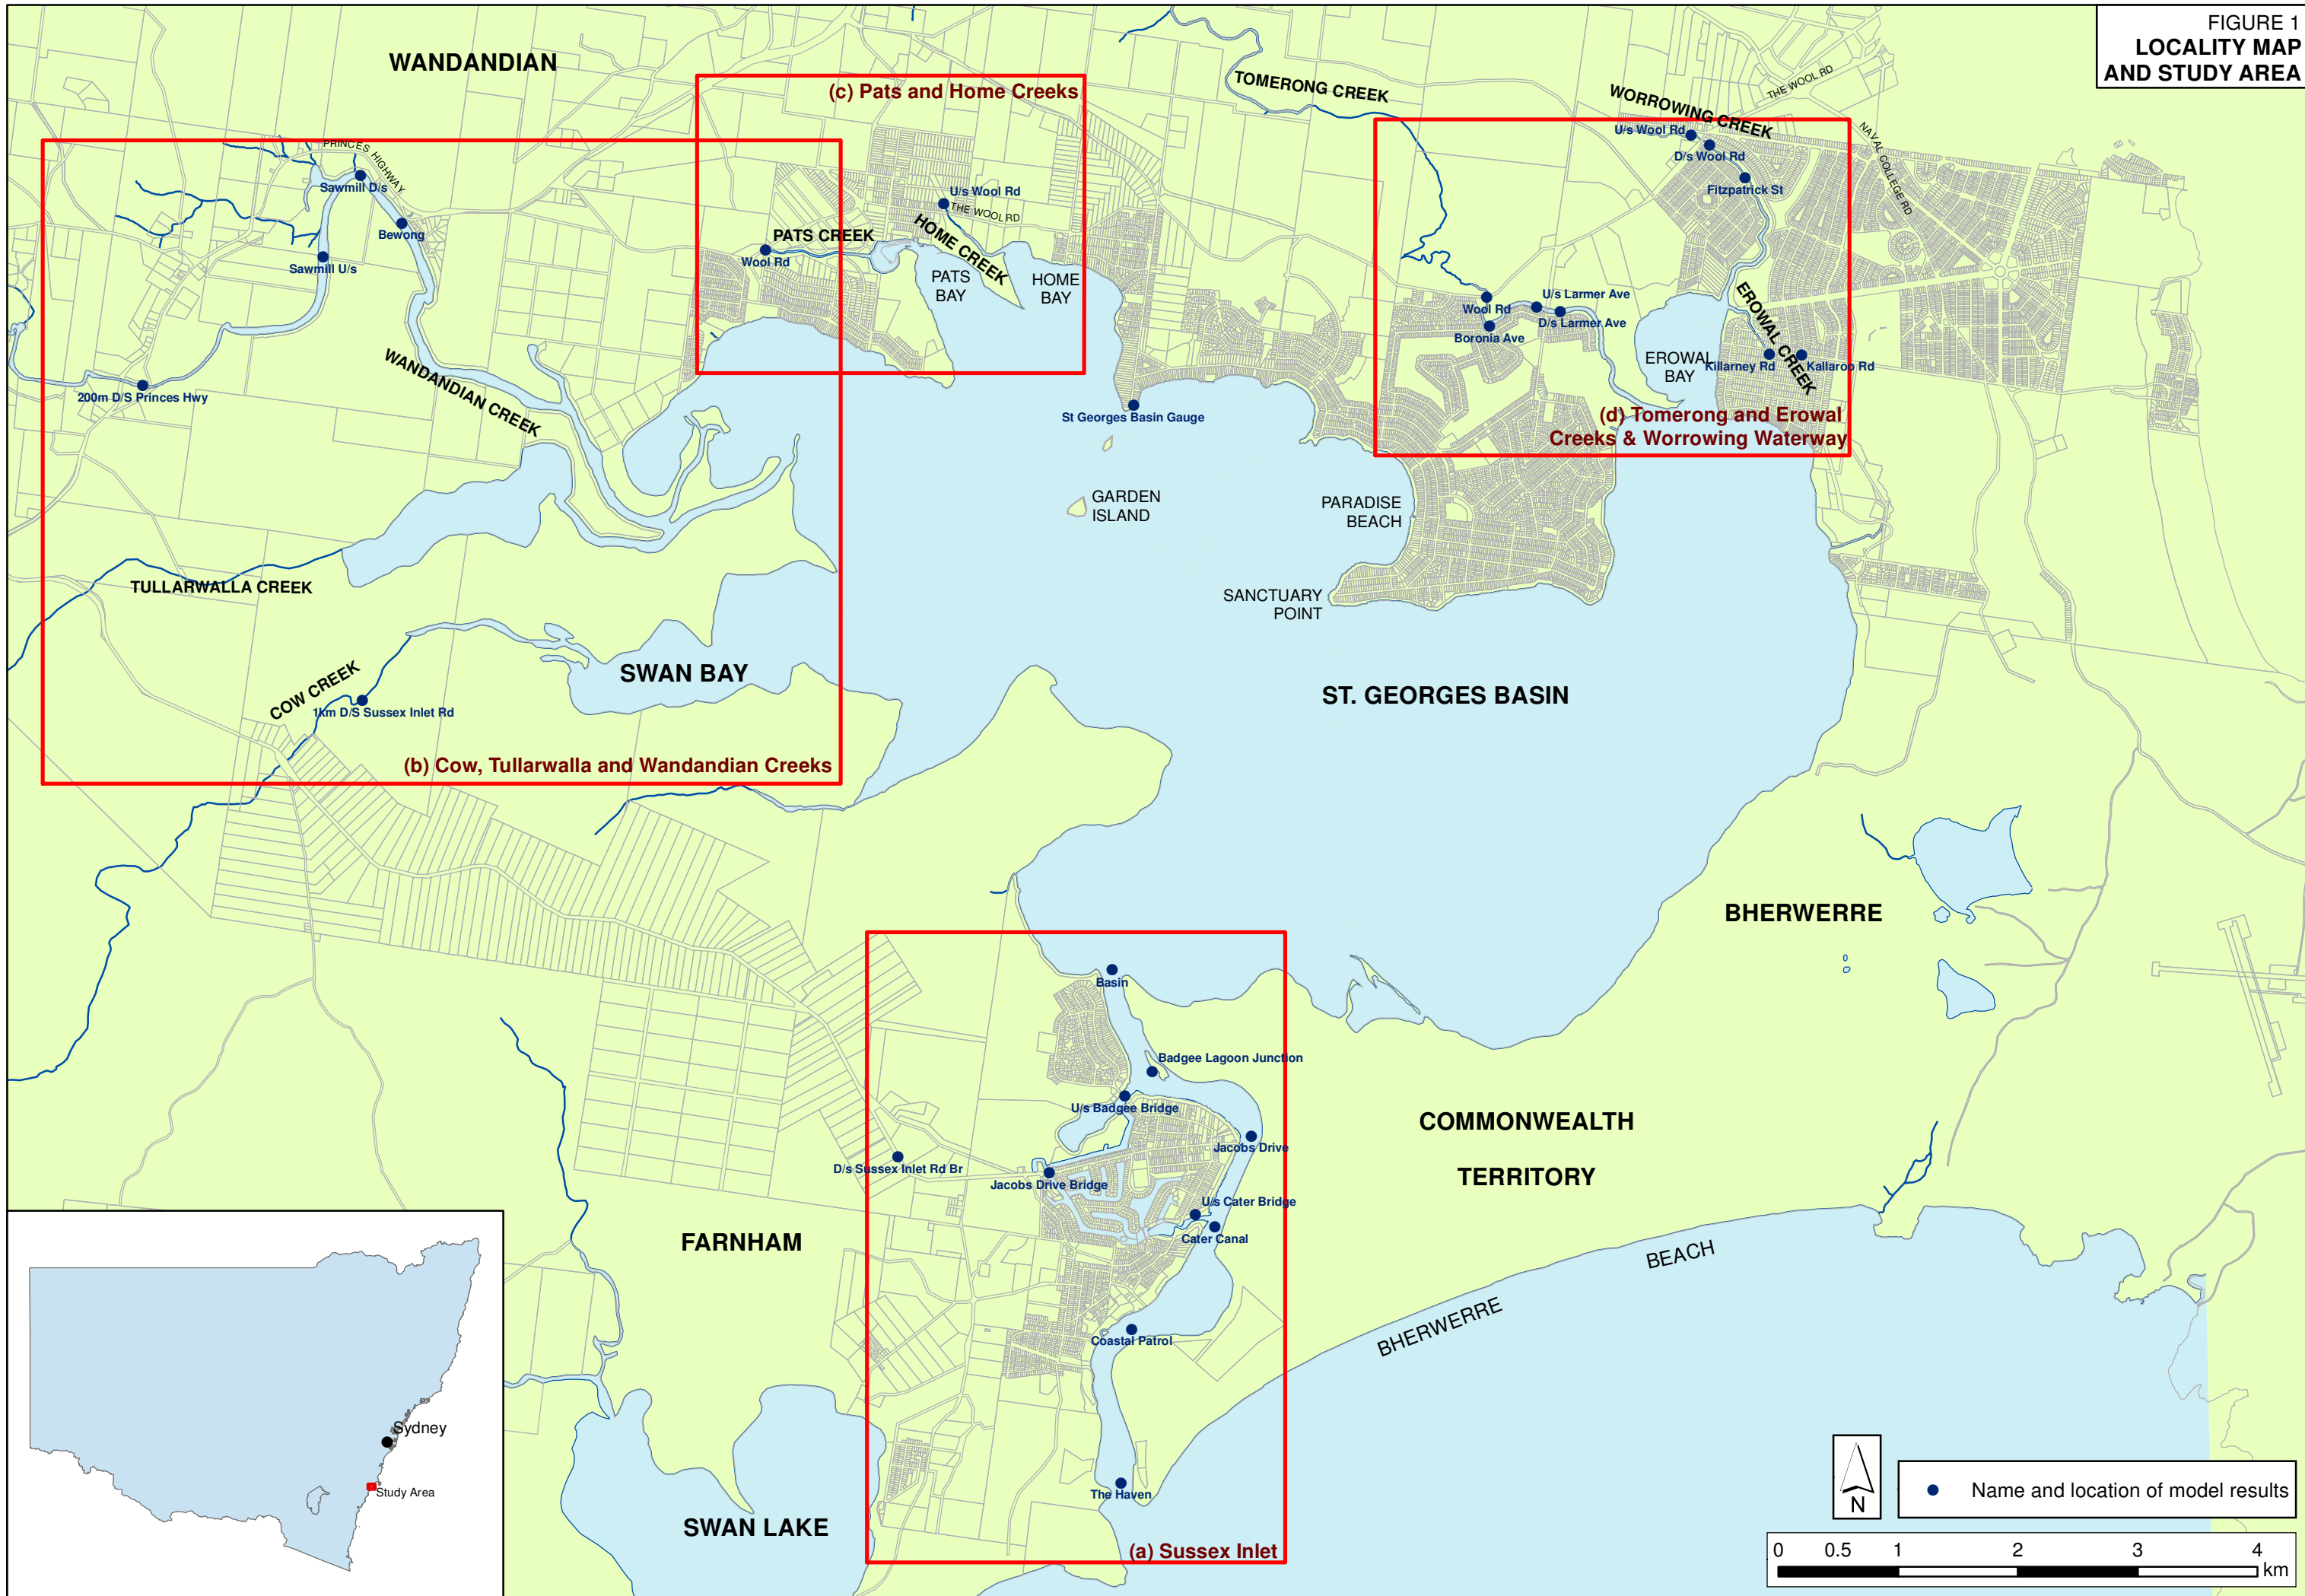 FIGURE 1
LOCALITY MAP
AND STUDY AREA
WANDANDIAN
(c) Pats and Home Creeks
TOMERONG CREEK
WORROWING CREEK
THE WOOL RD
NAVAL COLLEGE RD
U/s Wool Rd
D/s Wool Rd
Fitzpatrick St
PRINCES HIGHWAY
Sawmill D/s
Bewong
Sawmill U/s
U/s Wool Rd
THE WOOL RD
PATS CREEK
HOME CREEK
Wool Rd
PATS
BAY
HOME
BAY
U/s Larmer Ave
Wool Rd
D/s Larmer Ave
Boronia Ave
EROWAL CREEK
EROWAL
BAY
Killarney Rd
Kallaroo Rd
200m D/S Princes Hwy
WANDANDIAN CREEK
St Georges Basin Gauge
(d) Tomerong and Erowal
Creeks & Worrowing Waterway
GARDEN
ISLAND
PARADISE
BEACH
TULLARWALLA CREEK
SANCTUARY
POINT
SWAN BAY
ST. GEORGES BASIN
COW CREEK
1km D/S Sussex Inlet Rd
(b) Cow, Tullarwalla and Wandandian Creeks
BHERWERRE
Basin
Badgee Lagoon Junction
U/s Badgee Bridge
Jacobs Drive
D/s Sussex Inlet Rd Br
Jacobs Drive Bridge
U/s Cater Bridge
Cater Canal
COMMONWEALTH
TERRITORY
FARNHAM
BHERWERRE
BEACH
Coastal Patrol
The Haven
SWAN LAKE
(a) Sussex Inlet
Sydney
Study Area
N
Name and location of model results
0 0.5 1 2 3 4
km